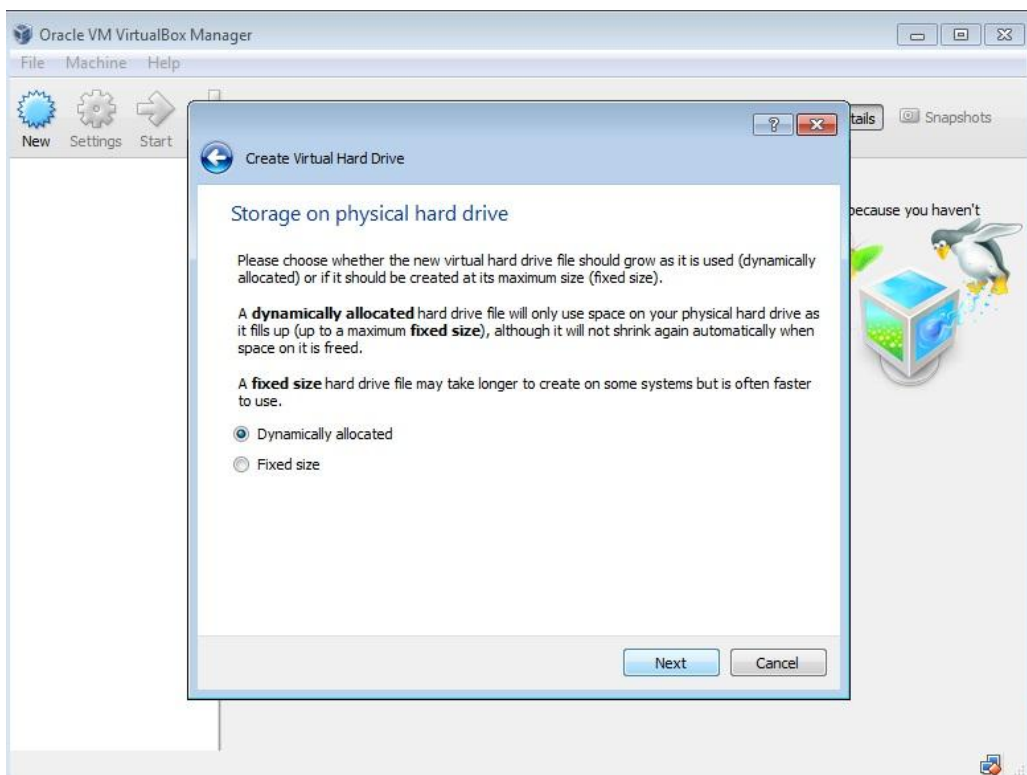 Oracle VM VirtualBox Manager
File Machine Help
New Settings Start
tails Snapshots
Create Virtual Hard Drive
because you haven't
Storage on physical hard drive
Please choose whether the new virtual hard drive file should grow as it is used (dynamically
allocated) or if it should be created at its maximum size (fixed size).
A dynamically allocated hard drive file will only use space on your physical hard drive as
it fills up (up to a maximum fixed size), although it will not shrink again automatically when
space on it is freed.
A fixed size hard drive file may take longer to create on some systems but is often faster
to use.
Dynamically allocated
Fixed size
Next Cancel